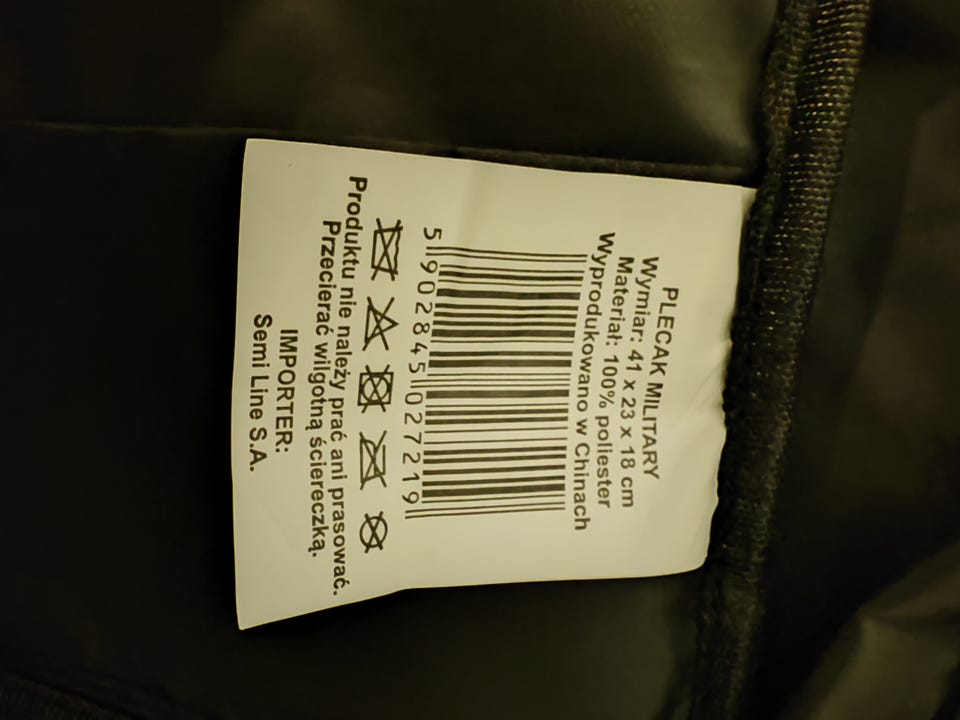 PLECAK MILITARY
Wymiar: 41 x 23 x 18 cm
Materiał: 100% poliester
Wyprodukowano w Chinach
5 902845 027219
Produktu nie należy prać ani prasować.
Przecierać wilgotną ściereczką.
IMPORTER:
Semi Line S.A.